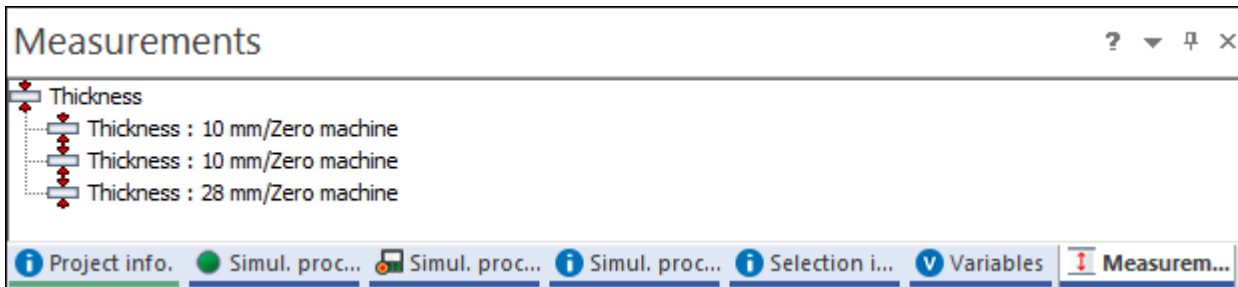 Measurements
Thickness
Thickness : 10 mm/Zero machine
Thickness : 10 mm/Zero machine
Thickness : 28 mm/Zero machine
Project info. Simul. proc... Simul. proc... Simul. proc... Selection i... Variables Measurem...